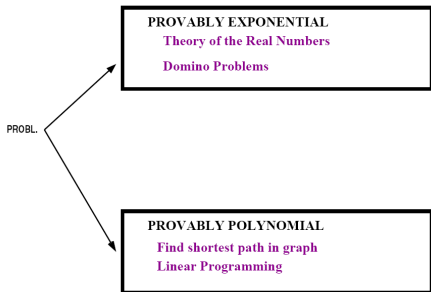 PROVABLY EXPONENTIAL
Theory of the Real Numbers
Domino Problems
PROBL.
PROVABLY POLYNOMIAL
Find shortest path in graph
Linear Programming